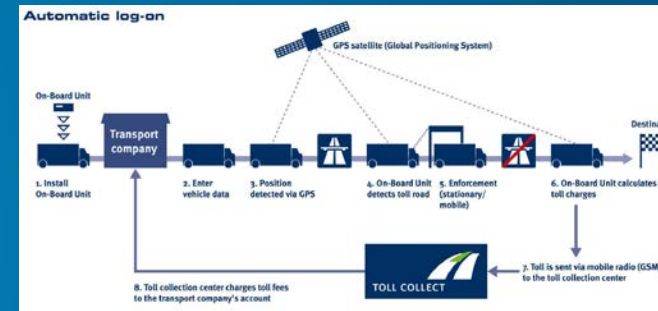 Automatic log-on
GPS satellite (Global Positioning System)
On-Board Unit
Transport
company
Destina
1. Install
On-Board Unit
2. Enter
vehicle data
3. Position
detected via GPS
4. On-Board Unit
detects toll road
5. Enforcement
(stationary/
mobile)
6. On-Board Unit calculates
toll charges
7. Toll is sent via mobile radio (GSM
to the toll collection center
TOLL COLLECT
8. Toll collection center charges toll fees
to the transport company's account